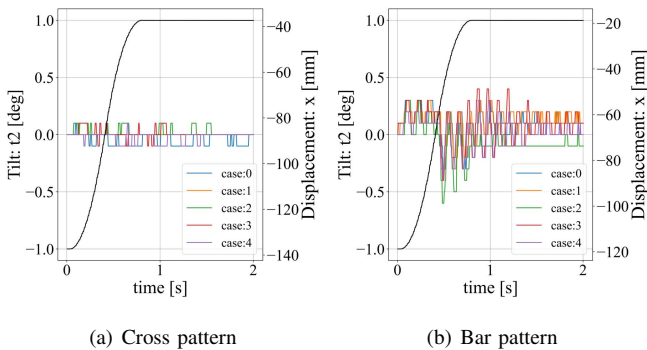 1.0
0.5
0.0
−0.5
−1.0
Tilt: t2 [deg]
−40
−60
−80
−100
−120
−140
Displacement: x [mm]
case:0
case:1
case:2
case:3
case:4
0
1
2
time [s]
(a) Cross pattern
1.0
0.5
0.0
−0.5
−1.0
Tilt: t2 [deg]
−20
−40
−60
−80
−100
−120
Displacement: x [mm]
case:0
case:1
case:2
case:3
case:4
0
1
2
time [s]
(b) Bar pattern